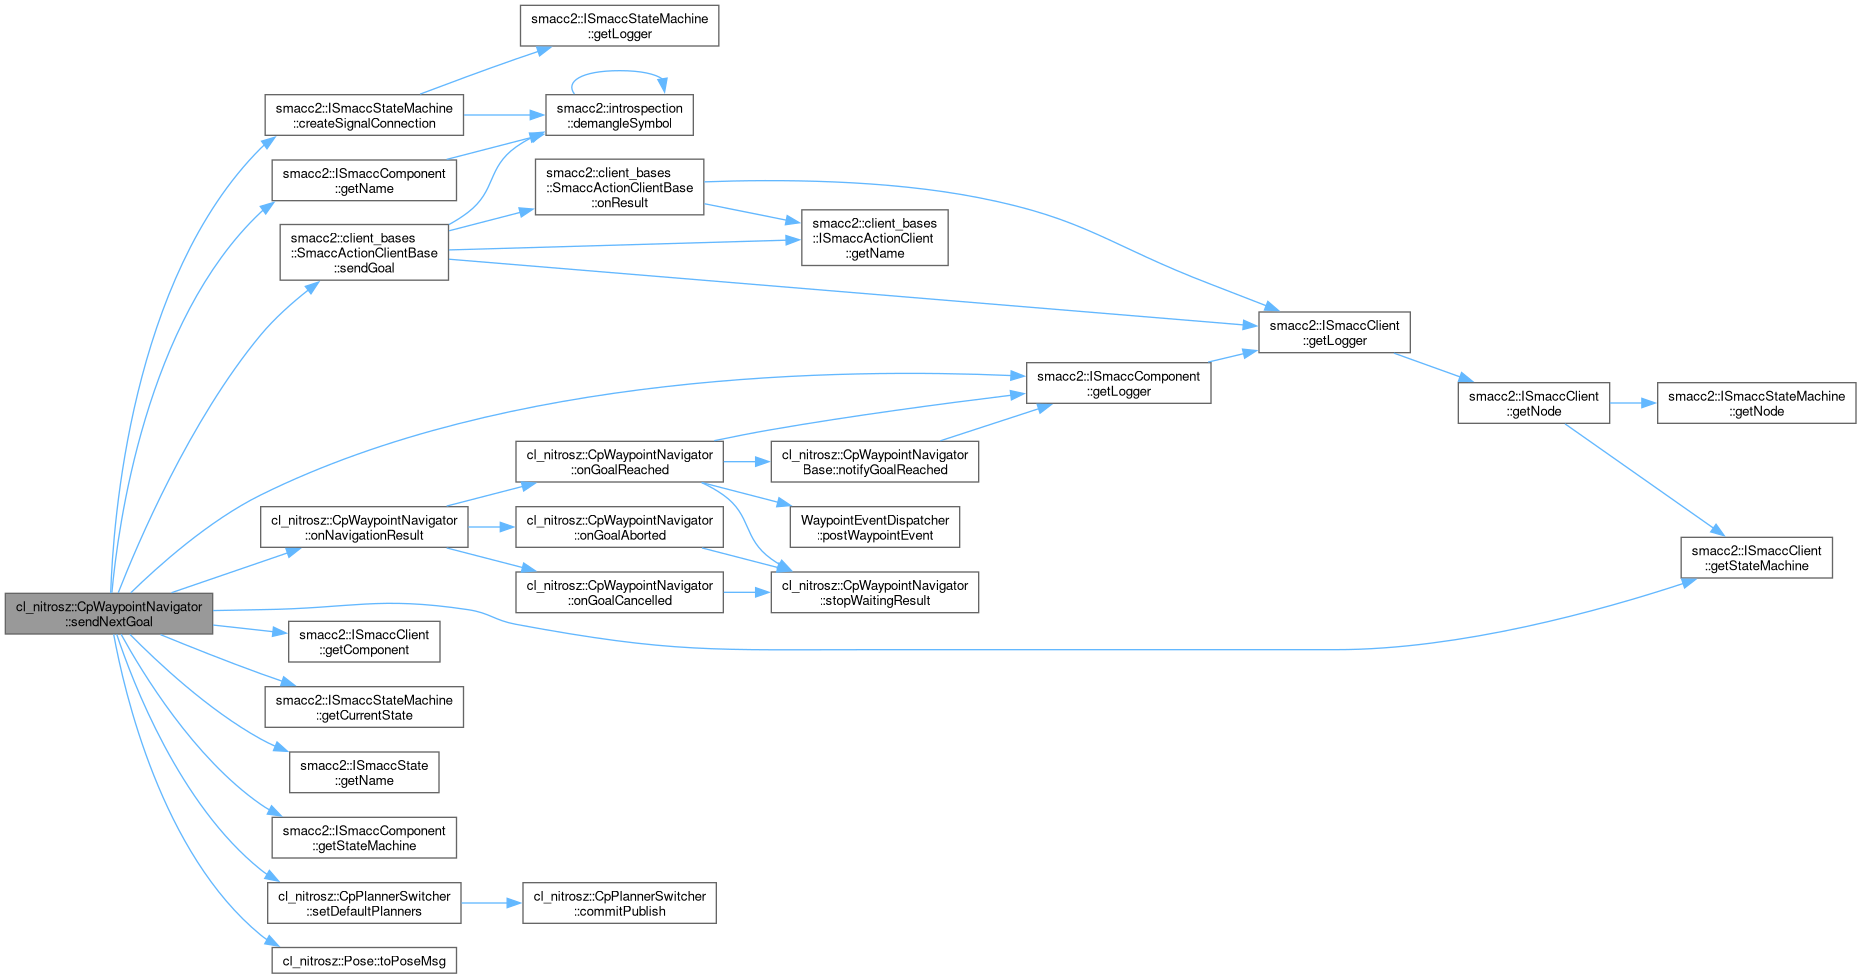 smacc2::ISmaccStateMachine
::getLogger
smacc2::introspection
::demangleSymbol
smacc2::ISmaccStateMachine
::createSignalConnection
smacc2::ISmaccComponent
::getName
smacc2::client_bases
::SmaccActionClientBase
::onResult
smacc2::client_bases
::ISmaccActionClient
::getName
smacc2::client_bases
::SmaccActionClientBase
::sendGoal
smacc2::ISmaccClient
::getLogger
smacc2::ISmaccComponent
::getLogger
smacc2::ISmaccClient
::getNode
smacc2::ISmaccStateMachine
::getNode
cl_nitrosz::CpWaypointNavigator
::onGoalReached
cl_nitrosz::CpWaypointNavigator
Base::notifyGoalReached
cl_nitrosz::CpWaypointNavigator
::onNavigationResult
cl_nitrosz::CpWaypointNavigator
::onGoalAborted
WaypointEventDispatcher
::postWaypointEvent
smacc2::ISmaccClient
::getStateMachine
cl_nitrosz::CpWaypointNavigator
::onGoalCancelled
cl_nitrosz::CpWaypointNavigator
::stopWaitingResult
cl_nitrosz::CpWaypointNavigator
::sendNextGoal
smacc2::ISmaccClient
::getComponent
smacc2::ISmaccStateMachine
::getCurrentState
smacc2::ISmaccState
::getName
smacc2::ISmaccComponent
::getStateMachine
cl_nitrosz::CpPlannerSwitcher
::setDefaultPlanners
cl_nitrosz::CpPlannerSwitcher
::commitPublish
cl_nitrosz::Pose::toPoseMsg